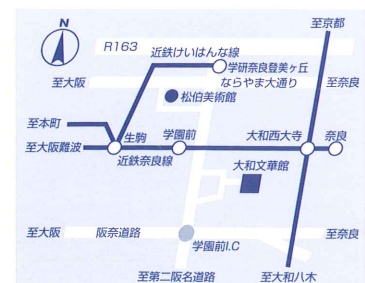 N
至京都
R163
近鉄けいはんな線
学研奈良登美ヶ丘
至大阪
ならやま大通り
至奈良
松伯美術館
至本町
生駒
学園前
大和西大寺
奈良
至大阪難波
近鉄奈良線
大和文華館
至大阪
阪奈道路
至奈良
学園前I.C
至第二阪名道路
至大和八木